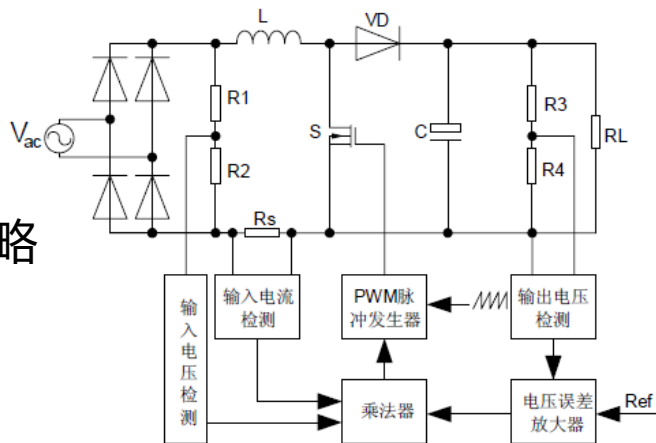 L
VD
R1
R3
Vac
S
C
RL
R2
R4
Rs
略
输入电压检测
输入电流
检测
PWM脉
冲发生器
输出电压
检测
乘法器
电压误差
放大器
Ref